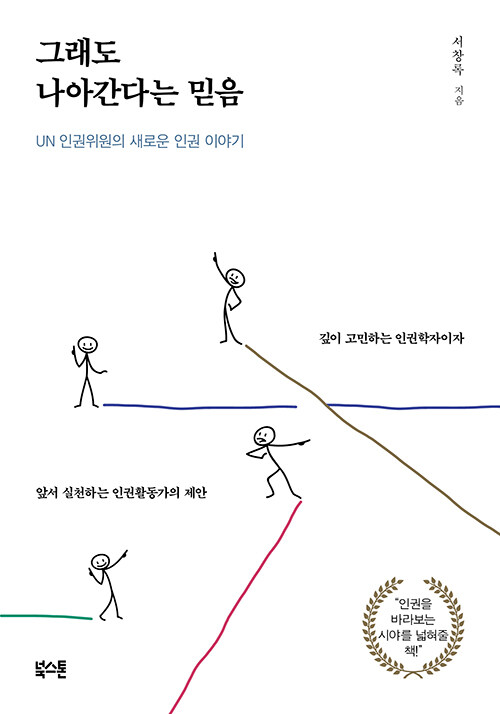 그래도
나아간다는 믿음
UN 인권위원의 새로운 인권 이야기
서창록 지음
깊이 고민하는 인권학자이자
앞서 실천하는 인권활동가의 제안
“인권을
바라보는
시야를 넓혀줄
책!”
북스톤